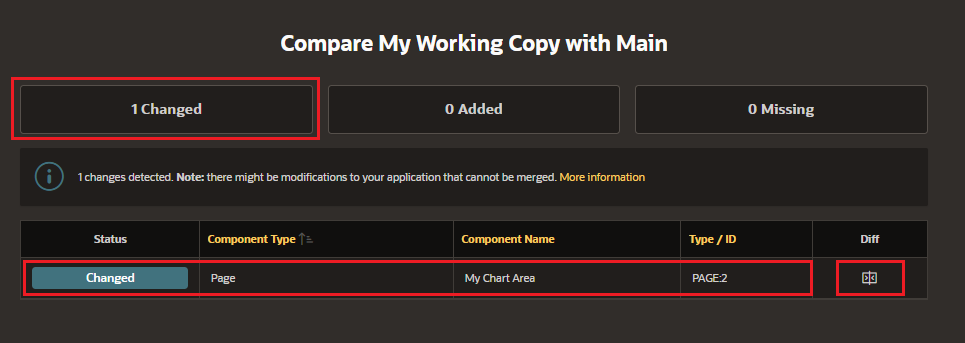 Compare My Working Copy with Main
1 Changed 0 Added 0 Missing
1 changes detected. Note: there might be modifications to your application that cannot be merged. More information
Status Component Type Component Name Type / ID Diff
Changed Page My Chart Area PAGE:2